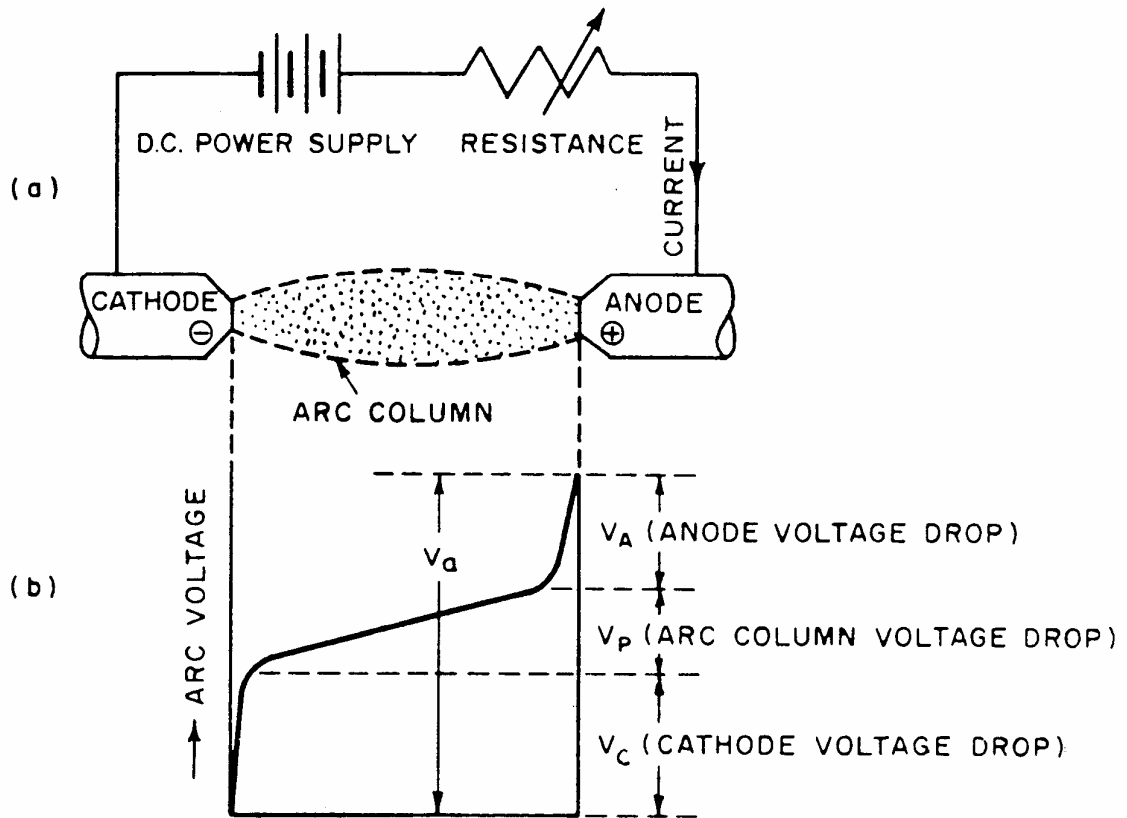 D.C. POWER SUPPLY
RESISTANCE
CURRENT
(a)
CATHODE
⊖
ANODE
⊕
ARC COLUMN
(b)
→ ARC VOLTAGE
Va
VA (ANODE VOLTAGE DROP)
VP (ARC COLUMN VOLTAGE DROP)
VC (CATHODE VOLTAGE DROP)